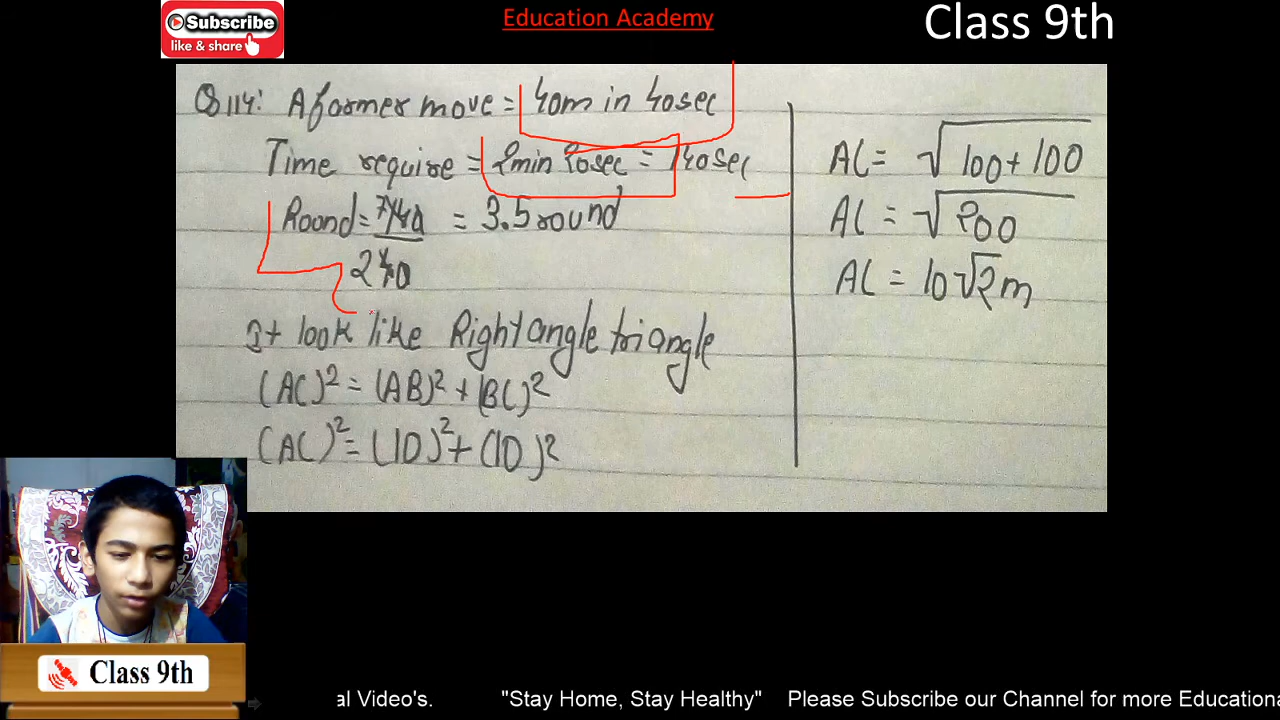 Subscribe
like & share
Education Academy
Class 9th
Q 114: A farmer move = 40m in 40sec
Time require = 2min 20sec = 140sec
Round = 140 = 3.5 round
40
It look like Right angle triangle
(AC)² = (AB)² + (BC)²
(AC)² = (10)² + (10)²
AC = √100 + 100
AC = √200
AC = 10√2 m
Class 9th
al Video's. "Stay Home, Stay Healthy" Please Subscribe our Channel for more Educationa